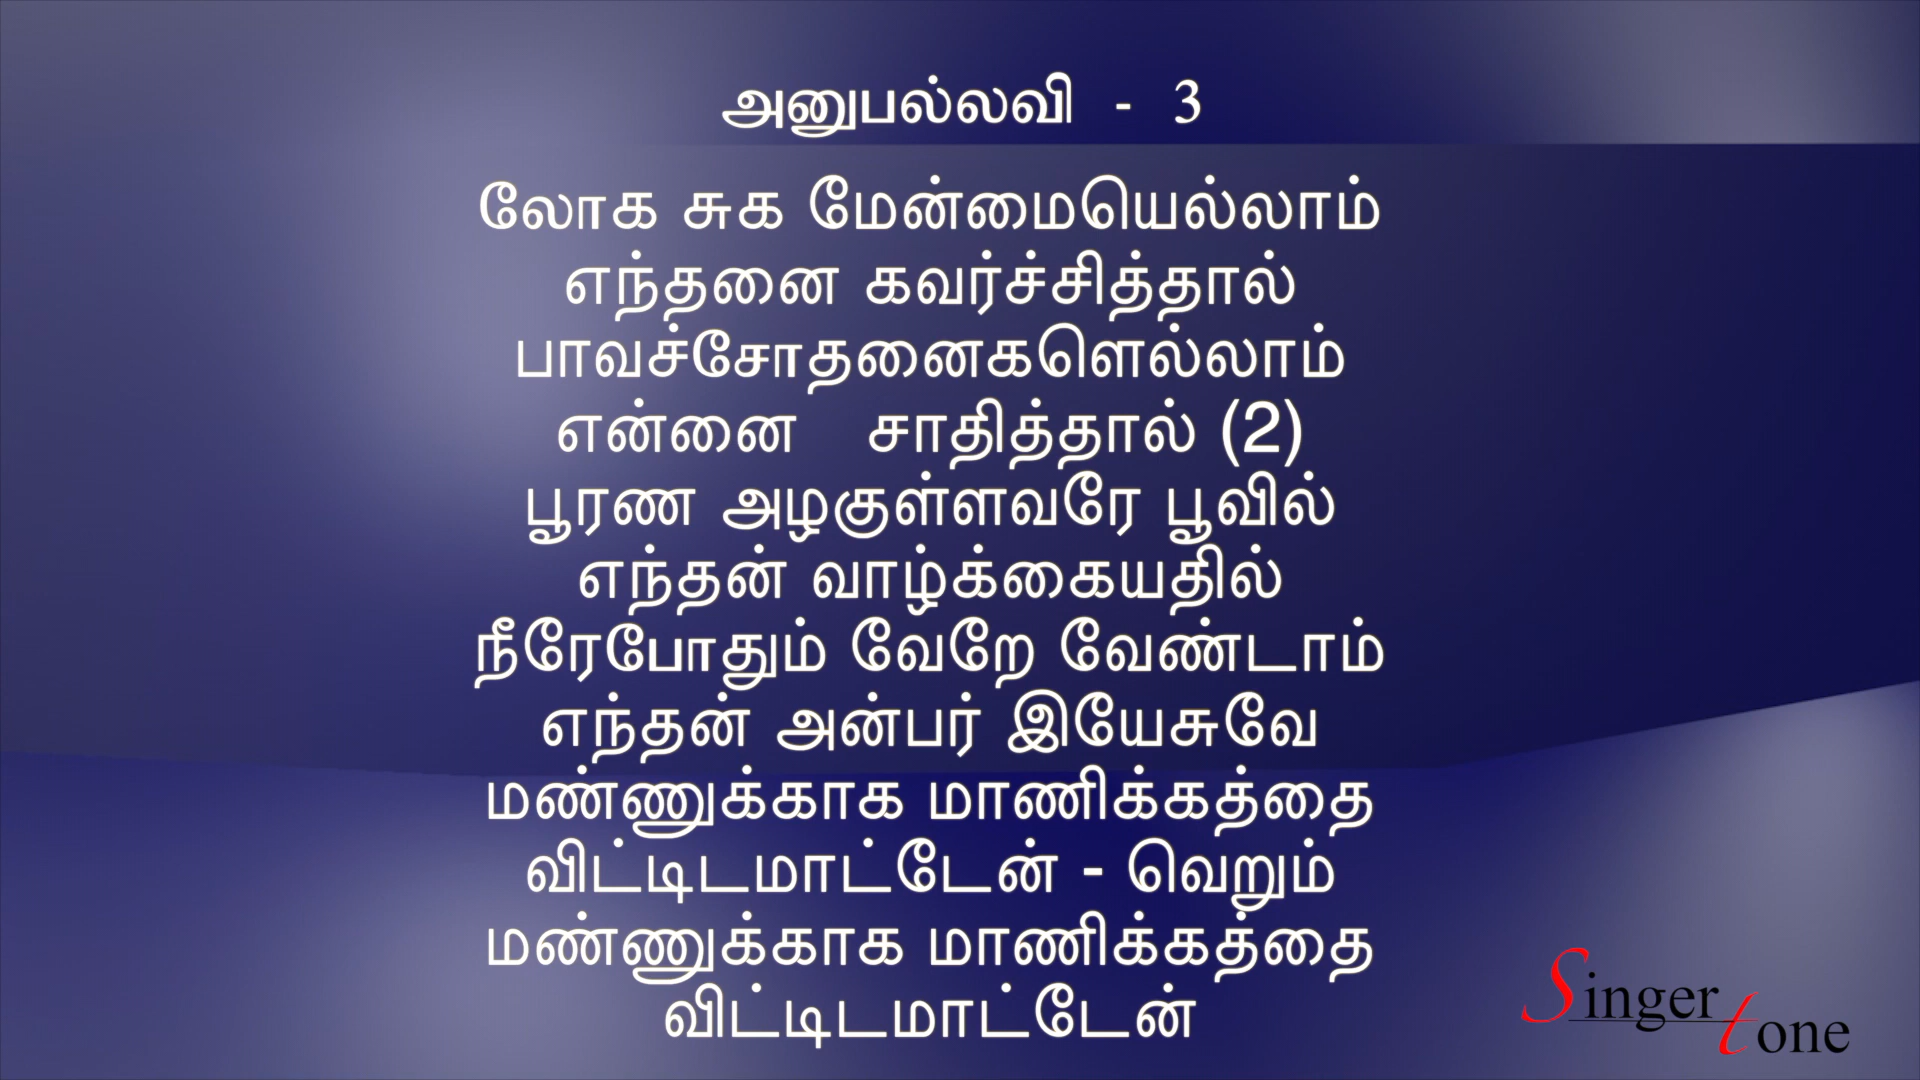 அனுபல்லவி - 3
லோக சுக மேன்மையெல்லாம்
எந்தனை கவர்ச்சித்தால்
பாவச்சோதனைகளெல்லாம்
என்னை சாதித்தால் (2)
பூரண அழகுள்ளவரே பூவில்
எந்தன் வாழ்க்கையதில்
நீரேபோதும் வேறே வேண்டாம்
எந்தன் அன்பர் இயேசுவே
மண்ணுக்காக மாணிக்கத்தை
விட்டிடமாட்டேன் - வெறும்
மண்ணுக்காக மாணிக்கத்தை
விட்டிடமாட்டேன்
Singer tone